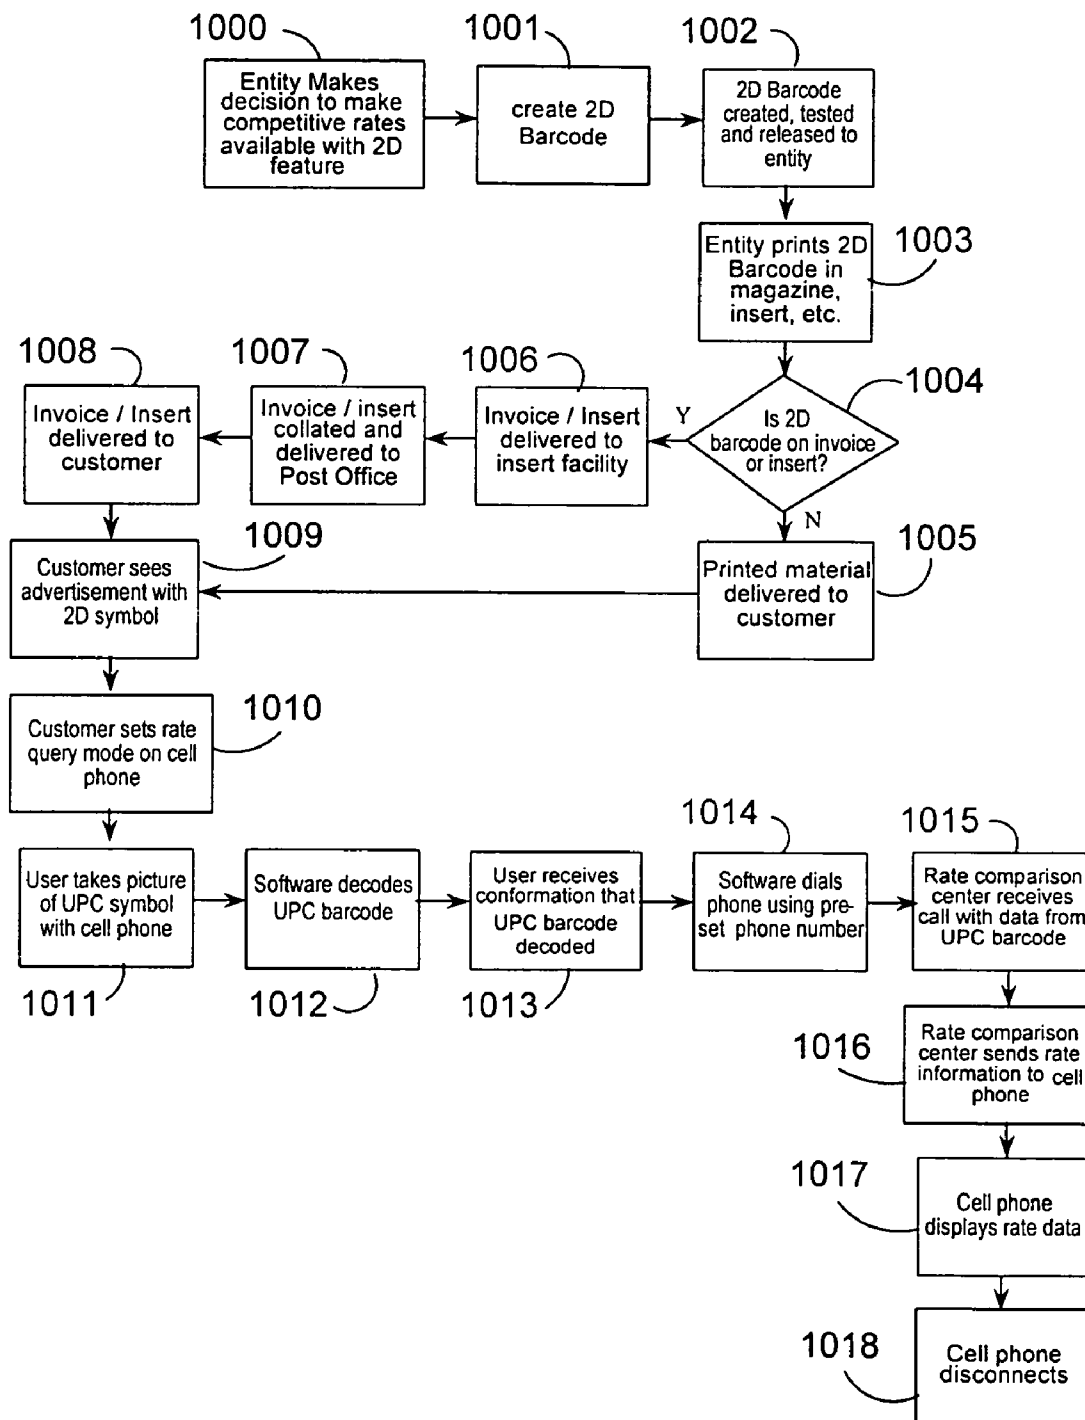 1000
1001
1002
Entity Makes
decision to make
competitive rates
available with 2D
feature
create 2D
Barcode
2D Barcode
created, tested
and released to
entity
1003
Entity prints 2D
Barcode in
magazine,
insert, etc.
1004
Is 2D
barcode on invoice
or insert?
Y
N
1006
Invoice / Insert
delivered to
insert facility
1007
Invoice / insert
collated and
delivered to
Post Office
1008
Invoice / Insert
delivered to
customer
1005
Printed material
delivered to
customer
1009
Customer sees
advertisement with
2D symbol
1010
Customer sets rate
query mode on cell
phone
User takes picture
of UPC symbol
with cell phone
1011
Software decodes
UPC barcode
1012
User receives
conformation that
UPC barcode
decoded
1013
1014
Software dials
phone using pre-
set phone number
1015
Rate comparison
center receives
call with data from
UPC barcode
1016
Rate comparison
center sends rate
information to cell
phone
1017
Cell phone
displays rate data
1018
Cell phone
disconnects